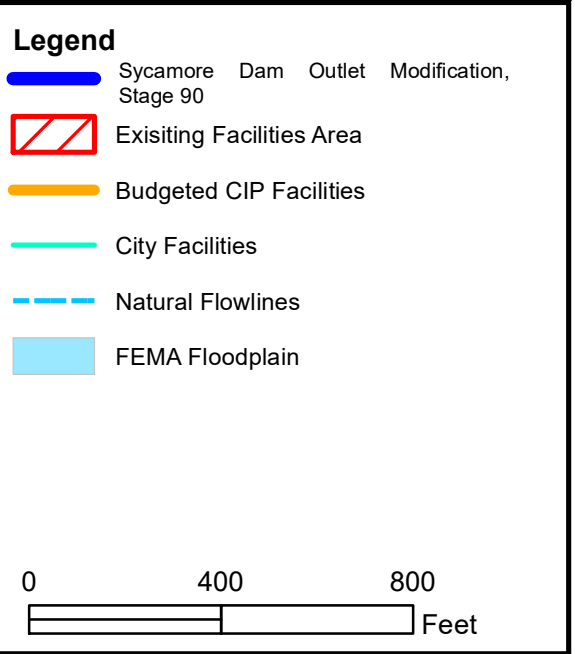 Legend
Sycamore Dam Outlet Modification,
Stage 90
Exisiting Facilities Area
Budgeted CIP Facilities
City Facilities
Natural Flowlines
FEMA Floodplain
0 400 800
Feet